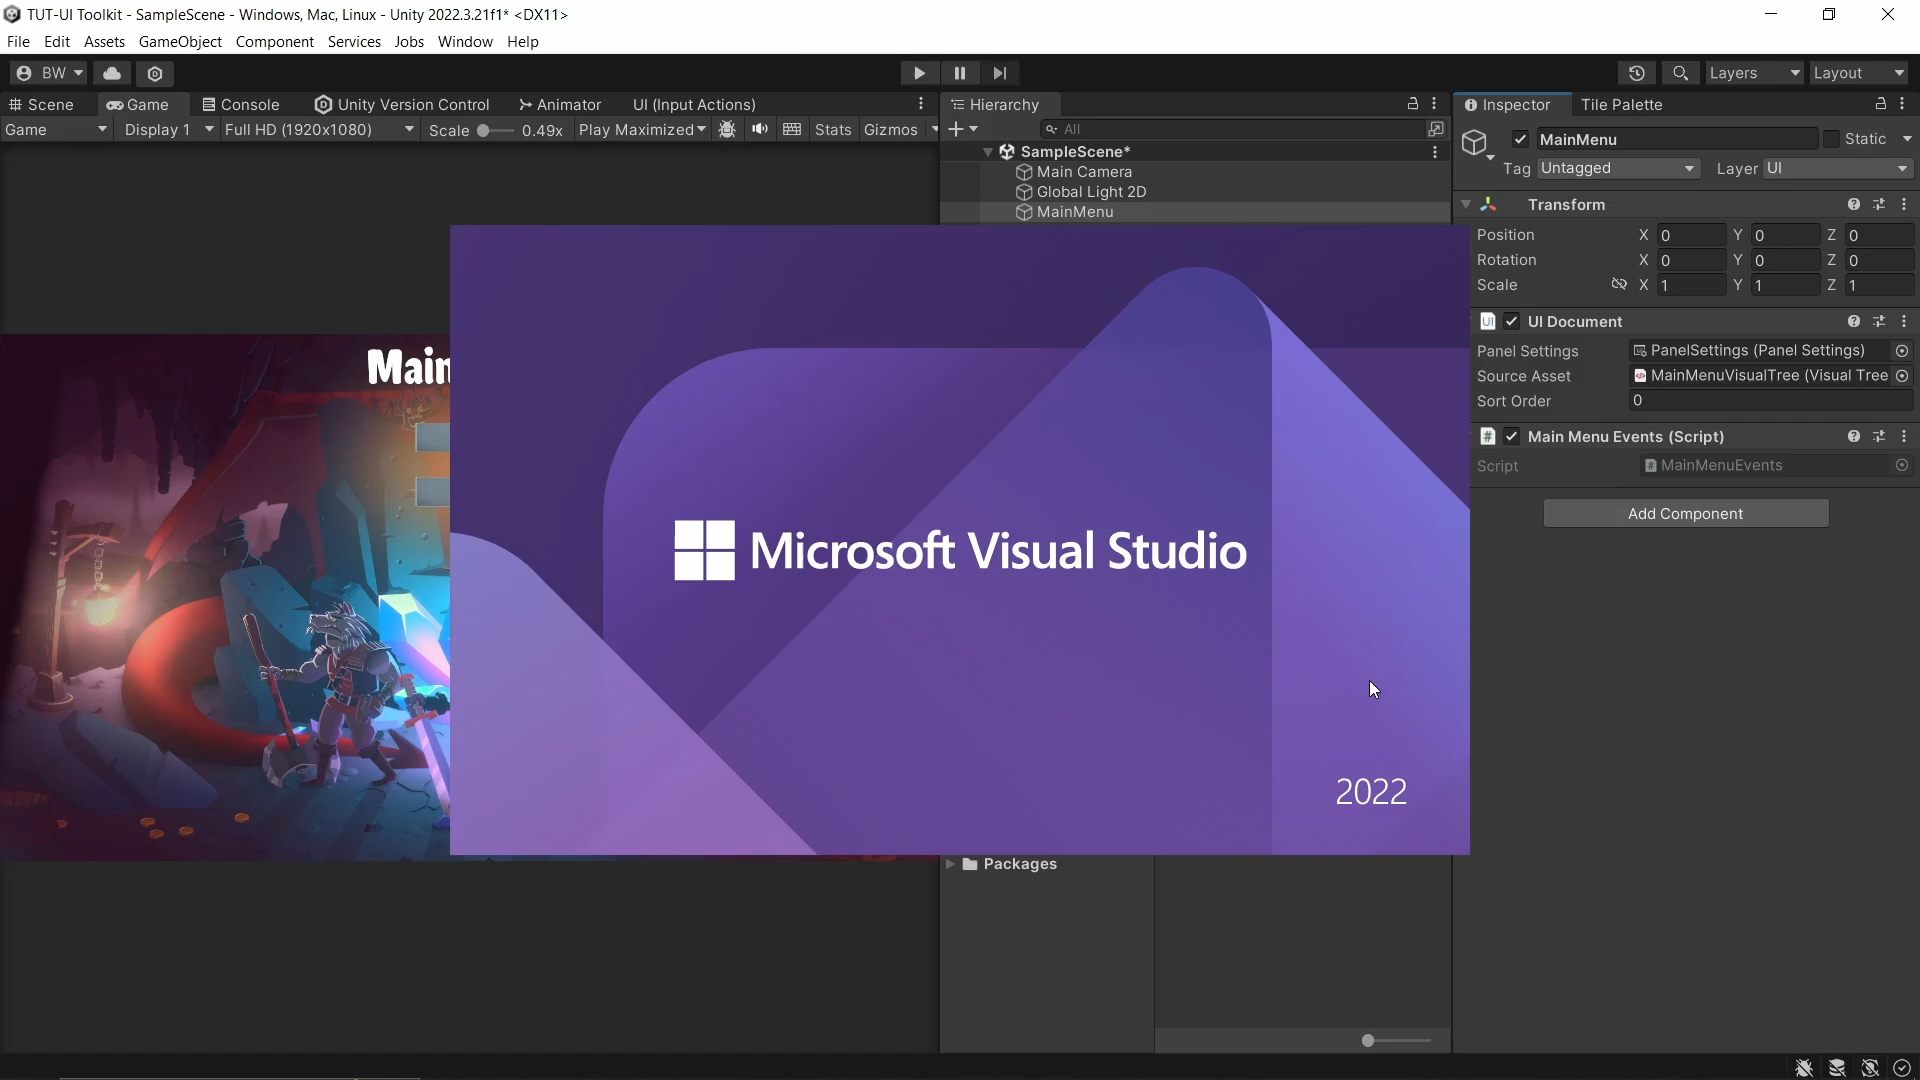 TUT-UI Toolkit - SampleScene - Windows, Mac, Linux - Unity 2022.3.21f1* <DX11>
File Edit Assets GameObject Component Services Jobs Window Help
BW
Layers Layout
Scene Game Console Unity Version Control Animator UI (Input Actions)
Game Display 1 Full HD (1920x1080) Scale 0.49x Play Maximized Stats Gizmos
Main
Hierarchy
All
SampleScene*
Main Camera
Global Light 2D
MainMenu
Microsoft Visual Studio
2022
Packages
Inspector Tile Palette
MainMenu Static
Tag Untagged Layer UI
Transform
Position X 0 Y 0 Z 0
Rotation X 0 Y 0 Z 0
Scale X 1 Y 1 Z 1
UI Document
Panel Settings PanelSettings (Panel Settings)
Source Asset MainMenuVisualTree (Visual Tree
Sort Order 0
# Main Menu Events (Script)
Script MainMenuEvents
Add Component